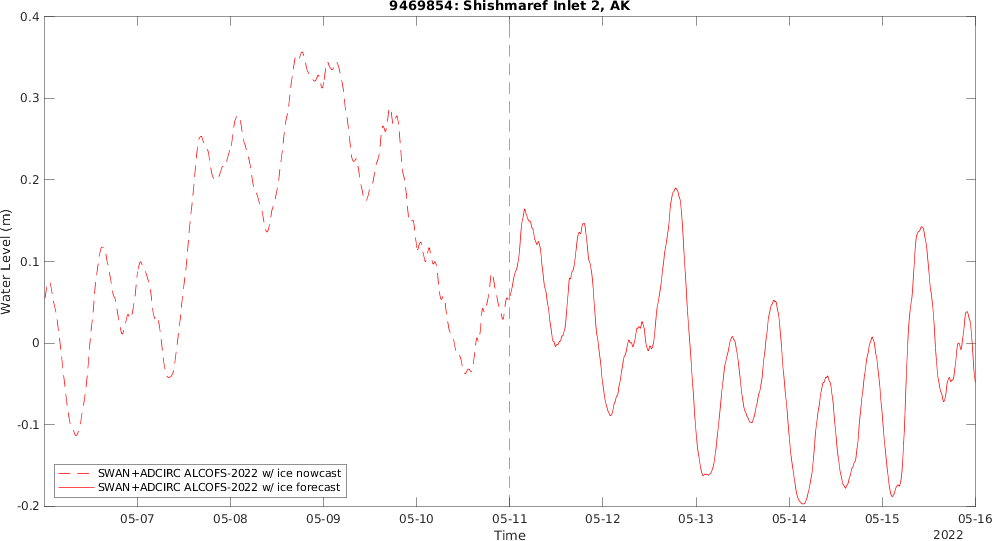 9469854: Shishmaref Inlet 2, AK
0.4
0.3
0.2
0.1
0
-0.1
-0.2
Water Level (m)
SWAN+ADCIRC ALCOFS-2022 w/ ice nowcast
SWAN+ADCIRC ALCOFS-2022 w/ ice forecast
05-07 05-08 05-09 05-10 05-11 05-12 05-13 05-14 05-15 05-16
Time
2022